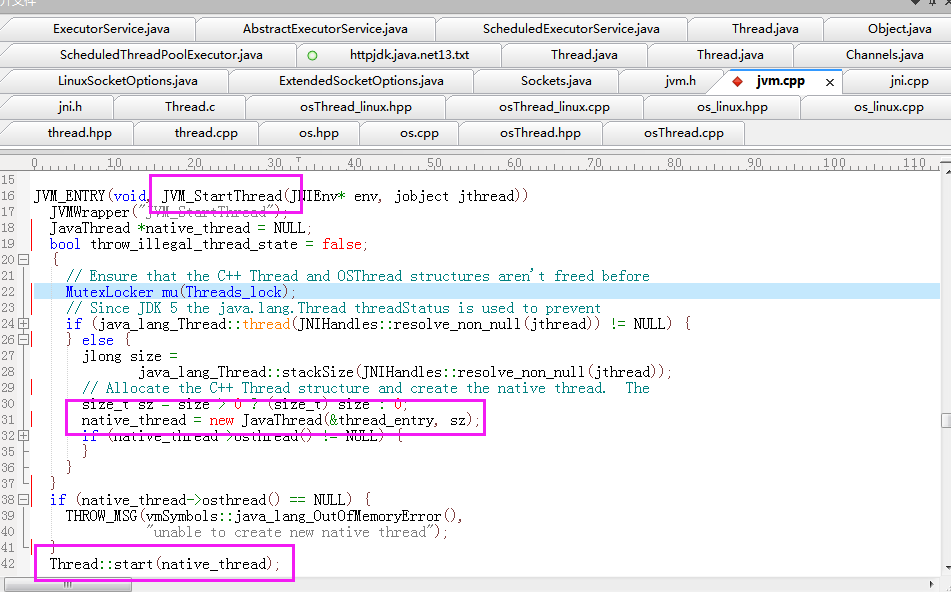 开文件
ExecutorService.java AbstractExecutorService.java ScheduledExecutorService.java Thread.java Object.java
ScheduledThreadPoolExecutor.java httpjdk.java.net13.txt Thread.java Thread.java Channels.java
LinuxSocketOptions.java ExtendedSocketOptions.java Sockets.java jvm.h jvm.cpp jni.cpp
jni.h Thread.c osThread_linux.hpp osThread_linux.cpp os_linux.hpp os_linux.cpp
thread.hpp thread.cpp os.hpp os.cpp osThread.hpp osThread.cpp
0 10 20 30 40 50 60 70 80 90 100 110
15
16 JVM_ENTRY(void, JVM_StartThread(JNIEnv* env, jobject jthread))
17 JVMWrapper("JVM_StartThread");
18 JavaThread *native_thread = NULL;
19 bool throw_illegal_thread_state = false;
20 {
21 // Ensure that the C++ Thread and OSThread structures aren't freed before
22 MutexLocker mu(Threads_lock);
23 // Since JDK 5 the java.lang.Thread threadStatus is used to prevent
24 if (java_lang_Thread::thread(JNIHandles::resolve_non_null(jthread)) != NULL) {
26 } else {
27 jlong size =
28 java_lang_Thread::stackSize(JNIHandles::resolve_non_null(jthread));
29 // Allocate the C++ Thread structure and create the native thread. The
30 size_t sz = size > 0 ? (size_t) size : 0;
31 native_thread = new JavaThread(&thread_entry, sz);
32 if (native_thread->osthread() != NULL) {
35 }
36 }
37 }
38 if (native_thread->osthread() == NULL) {
39 THROW_MSG(vmSymbols::java_lang_OutOfMemoryError(),
40 "unable to create new native thread");
41 }
42 Thread::start(native_thread);